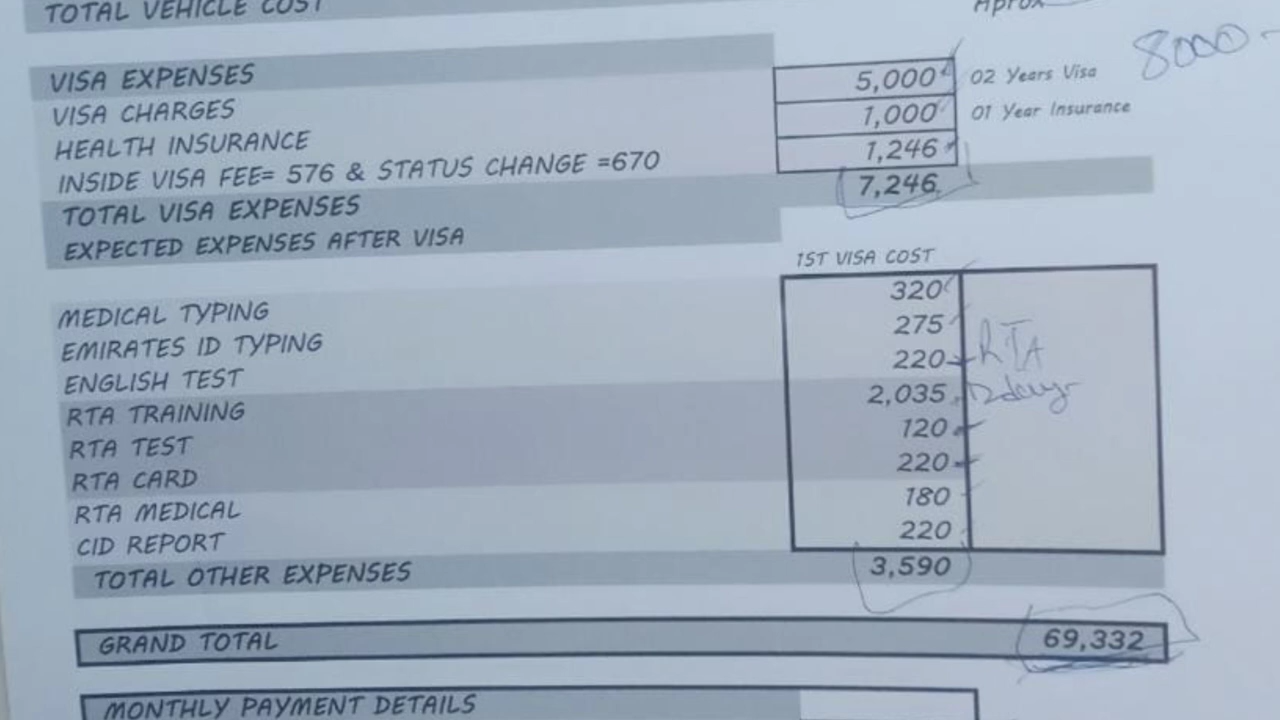 TOTAL VEHICLE COST
Aprox
8000
VISA EXPENSES
VISA CHARGES 5,000 02 Years Visa
HEALTH INSURANCE 1,000 01 Year Insurance
INSIDE VISA FEE= 576 & STATUS CHANGE =670 1,246
TOTAL VISA EXPENSES 7,246
EXPECTED EXPENSES AFTER VISA
1ST VISA COST
MEDICAL TYPING 320
EMIRATES ID TYPING 275
ENGLISH TEST 220 RTA
RTA TRAINING 2,035 12 days
RTA TEST 120
RTA CARD 220
RTA MEDICAL 180
CID REPORT 220
TOTAL OTHER EXPENSES 3,590
GRAND TOTAL 69,332
MONTHLY PAYMENT DETAILS